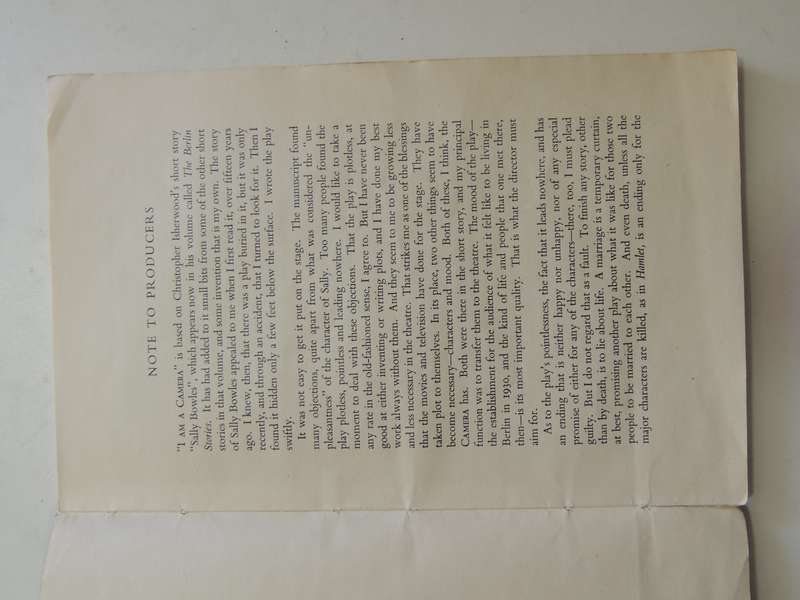 NOTE TO PRODUCERS
"I AM A CAMERA" is based on Christopher Isherwood's short story
"Sally Bowles", which appears now in his volume called The Berlin
Stories. It has had added to it small bits from some of the other short
stories in that volume, and some invention that is my own. The story
of Sally Bowles appealed to me when I first read it, over fifteen years
ago. I knew, then, that there was a play buried in it, but it was only
recently, and through an accident, that I turned to look for it. Then I
found it hidden only a few feet below the surface. I wrote the play
swiftly.
It was not easy to get it put on the stage. The manuscript found
many objections, quite apart from what was considered the "un-
pleasantness" of the character of Sally. Too many people found the
play plotless, pointless and leading nowhere. I would like to take a
moment to deal with these objections. That the play is plotless, at
any rate in the old-fashioned sense, I agree to. But I have never been
good at either inventing or writing plots, and I have done my best
work always without them. And they seem to me to be growing less
and less necessary in the theatre. That strikes me as one of the blessings
that the movies and television have done for the stage. They have
taken plot to themselves. In its place, two other things seem to have
become necessary—characters and mood. Both of these, I think, the
CAMERA has. Both were there in the short story, and my principal
function was to transfer them to the theatre. The mood of the play—
the establishment for the audience of what it felt like to be living in
Berlin in 1930, and the kind of life and people that one met there,
then—is its most important quality. That is what the director must
aim for.
As to the play's pointlessness, the fact that it leads nowhere, and has
an ending that is neither happy nor unhappy, nor of any especial
promise of either for any of the characters—there, too, I must plead
guilty. But I do not regard that as a fault. To finish any story, other
than by death, is to lie about life. A marriage is a temporary curtain,
at best, promising another play about what it was like for those two
people to be married to each other. And even death, unless all the
major characters are killed, as in Hamlet, is an ending only for the